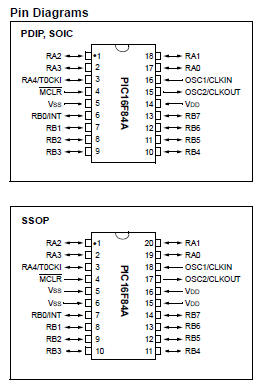 Pin Diagrams
PDIP, SOIC
RA2 1 18 RA1
RA3 2 17 RA0
RA4/T0CKI 3 16 OSC1/CLKIN
MCLR 4 15 OSC2/CLKOUT
VSS 5 14 VDD
RB0/INT 6 13 RB7
RB1 7 12 RB6
RB2 8 11 RB5
RB3 9 10 RB4
PIC16F84A
SSOP
RA2 1 20 RA1
RA3 2 19 RA0
RA4/T0CKI 3 18 OSC1/CLKIN
MCLR 4 17 OSC2/CLKOUT
VSS 5 16 VDD
VSS 6 15 VDD
RB0/INT 7 14 RB7
RB1 8 13 RB6
RB2 9 12 RB5
RB3 10 11 RB4
PIC16F84A